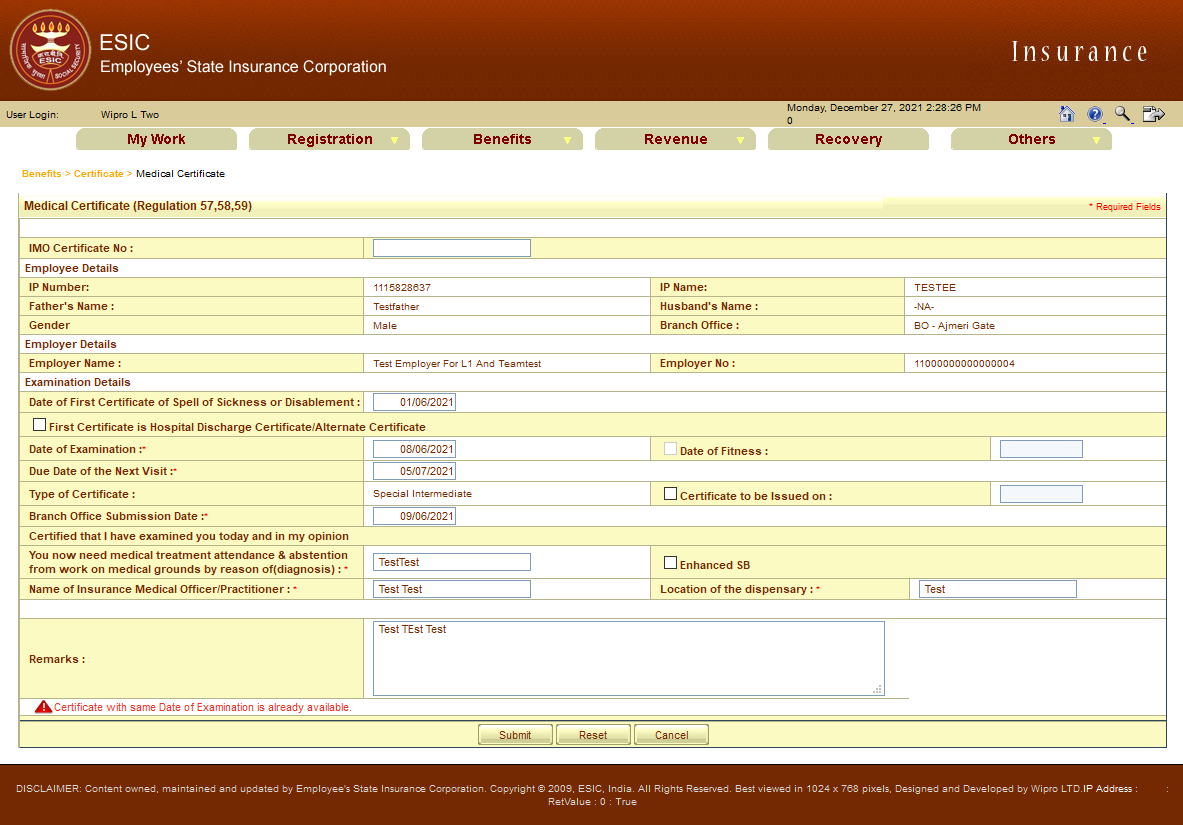 ESIC
Employees' State Insurance Corporation
Insurance
ESIC
SOCIAL SECURITY
User Login: Wipro L Two
Monday, December 27, 2021 2:28:26 PM
0
My Work Registration Benefits Revenue Recovery Others
Benefits > Certificate > Medical Certificate
Medical Certificate (Regulation 57,58,59) * Required Fields
IMO Certificate No :
Employee Details
IP Number: 1115828637 IP Name: TESTEE
Father's Name : Testfather Husband's Name : -NA-
Gender Male Branch Office : BO - Ajmeri Gate
Employer Details
Employer Name : Test Employer For L1 And Teamtest Employer No : 11000000000000004
Examination Details
Date of First Certificate of Spell of Sickness or Disablement : 01/06/2021
First Certificate is Hospital Discharge Certificate/Alternate Certificate
Date of Examination :* 08/06/2021 Date of Fitness :
Due Date of the Next Visit :* 05/07/2021
Type of Certificate : Special Intermediate Certificate to be Issued on :
Branch Office Submission Date :* 09/06/2021
Certified that I have examined you today and in my opinion
You now need medical treatment attendance & abstention
from work on medical grounds by reason of(diagnosis) : * TestTest Enhanced SB
Name of Insurance Medical Officer/Practitioner : * Test Test Location of the dispensary : * Test
Remarks : Test TEst Test
Certificate with same Date of Examination is already available.
Submit Reset Cancel
DISCLAIMER: Content owned, maintained and updated by Employee's State Insurance Corporation. Copyright © 2009, ESIC, India. All Rights Reserved. Best viewed in 1024 x 768 pixels, Designed and Developed by Wipro LTD.IP Address : :
RetValue : 0 : True